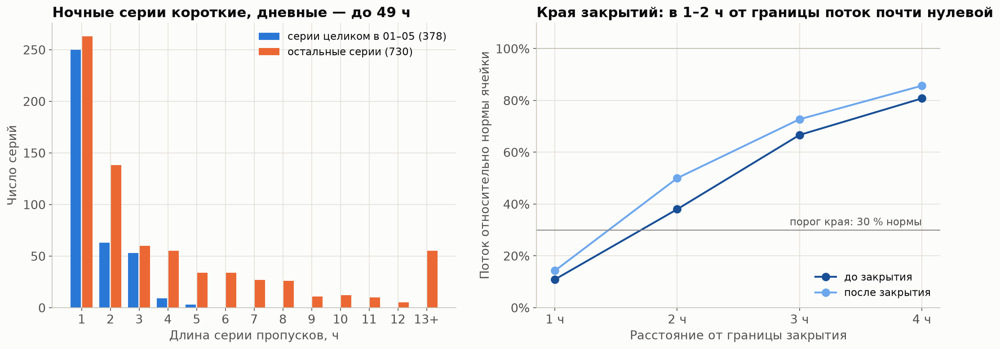 Ночные серии короткие, дневные — до 49 ч
серии целиком в 01–05 (378)
остальные серии (730)
Число серий
250
200
150
100
50
0
1 2 3 4 5 6 7 8 9 10 11 12 13+
Длина серии пропусков, ч
Края закрытий: в 1–2 ч от границы поток почти нулевой
Поток относительно нормы ячейки
100%
80%
60%
40%
20%
0%
порог края: 30 % нормы
до закрытия
после закрытия
1 ч 2 ч 3 ч 4 ч
Расстояние от границы закрытия